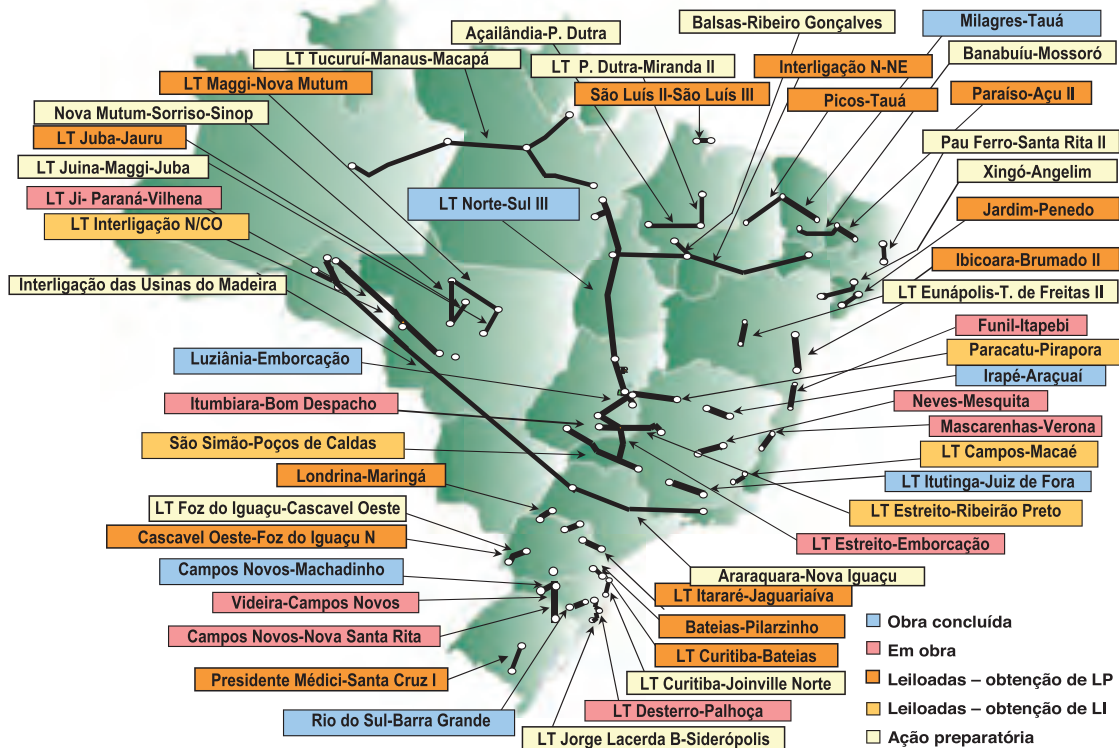 Balsas-Ribeiro Gonçalves
Milagres-Tauá
Açailândia-P. Dutra
Banabuíu-Mossoró
LT Tucuruí-Manaus-Macapá
LT P. Dutra-Miranda II
Interligação N-NE
LT Maggi-Nova Mutum
São Luís II-São Luís III
Picos-Tauá
Paraíso-Açu II
Nova Mutum-Sorriso-Sinop
LT Juba-Jauru
Pau Ferro-Santa Rita II
LT Juina-Maggi-Juba
Xingó-Angelim
LT Ji- Paraná-Vilhena
LT Norte-Sul III
Jardim-Penedo
LT Interligação N/CO
Ibicoara-Brumado II
Interligação das Usinas do Madeira
LT Eunápolis-T. de Freitas II
Funil-Itapebi
Luziânia-Emborcação
Paracatu-Pirapora
Irapé-Araçuaí
Itumbiara-Bom Despacho
Neves-Mesquita
Mascarenhas-Verona
São Simão-Poços de Caldas
LT Campos-Macaé
Londrina-Maringá
LT Itutinga-Juiz de Fora
LT Foz do Iguaçu-Cascavel Oeste
LT Estreito-Ribeirão Preto
Cascavel Oeste-Foz do Iguaçu N
LT Estreito-Emborcação
Campos Novos-Machadinho
Araraquara-Nova Iguaçu
Videira-Campos Novos
LT Itararé-Jaguariaíva
Campos Novos-Nova Santa Rita
Bateias-Pilarzinho
LT Curitiba-Bateias
Presidente Médici-Santa Cruz I
LT Curitiba-Joinville Norte
Rio do Sul-Barra Grande
LT Desterro-Palhoça
LT Jorge Lacerda B-Siderópolis
Obra concluída
Em obra
Leiloadas – obtenção de LP
Leiloadas – obtenção de LI
Ação preparatória